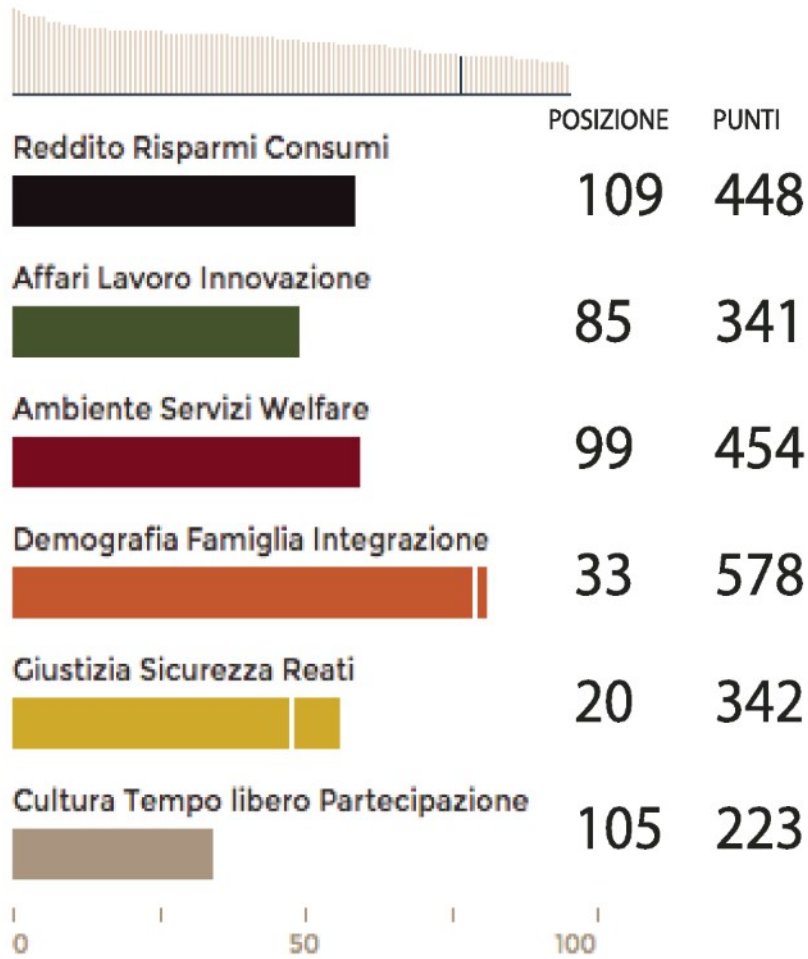 POSIZIONE PUNTI
Reddito Risparmi Consumi
109 448
Affari Lavoro Innovazione
85 341
Ambiente Servizi Welfare
99 454
Demografia Famiglia Integrazione
33 578
Giustizia Sicurezza Reati
20 342
Cultura Tempo libero Partecipazione
105 223
0 50 100